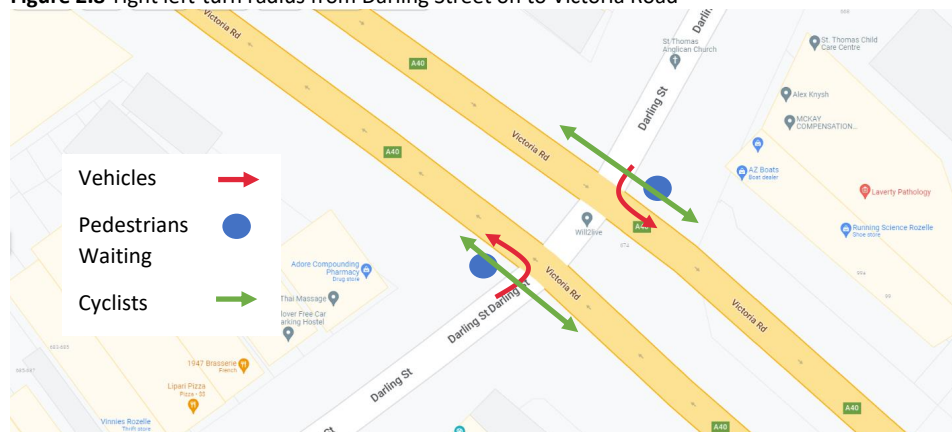 Figure 2.8 Tight left-turn radius from Darling Street on to Victoria Road
Victoria Rd
A40
St. Thomas
Anglican Church
Darling St
St. Thomas Child
Care Centre
Alex Knysh
MCKAY
COMPENSATION...
A40
Victoria Rd
AZ Boats
Boat dealer
Laverty Pathology
Running Science Rozelle
Shoe store
Vehicles
Pedestrians
Waiting
Cyclists
Will2live
A40
Adore Compounding
Pharmacy
Drug store
Thai Massage
lover Free Car
arking Hostel
Victoria Rd
Darling St
Darling St
Victoria Rd
1947 Brasserie
French
Darling St
Lipari Pizza
Pizza - $$
Vinnies Rozelle
Thrift store
A40
A40